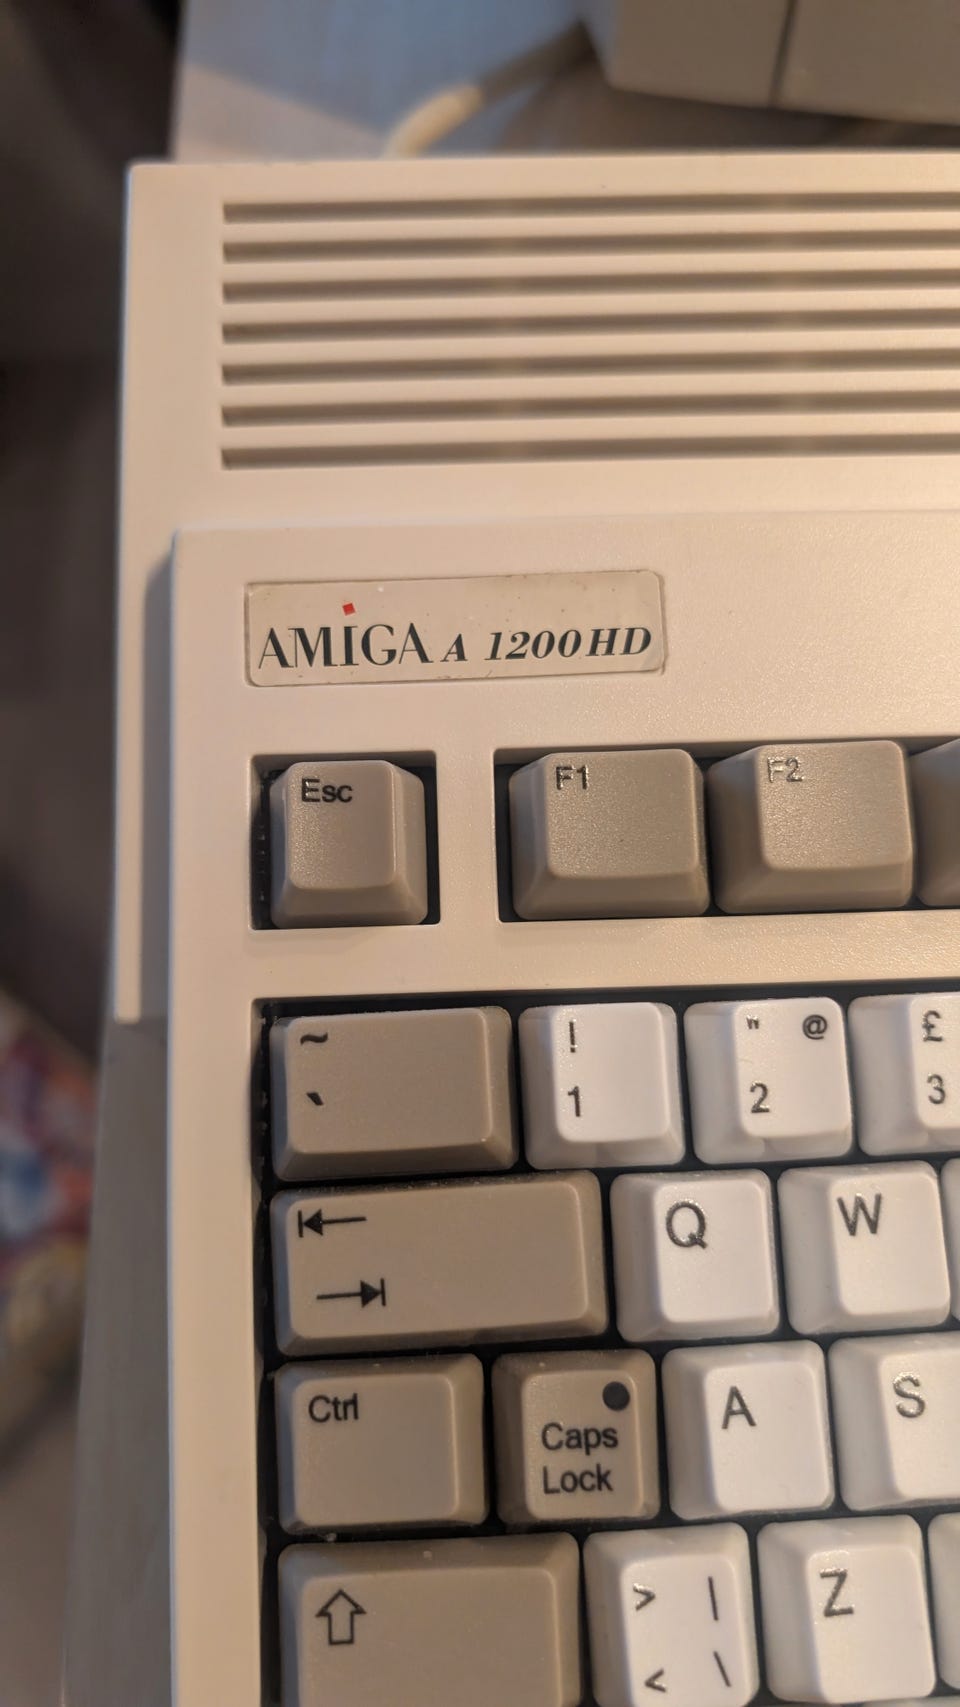 AMIGA A 1200HD
Esc F1 F2
~ ! " @ £
` 1 2 3
Q W
Ctrl Caps Lock A S
> | Z
< \